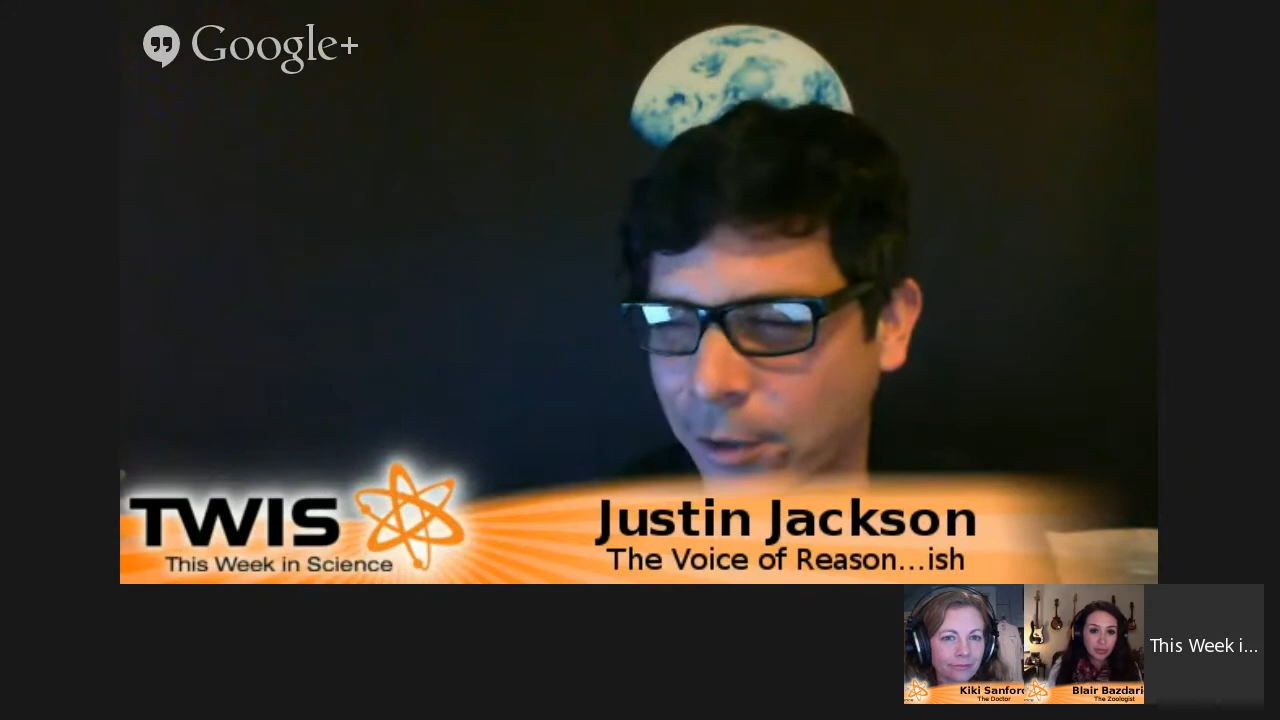 Google+
TWIS
This Week in Science
Justin Jackson
The Voice of Reason...ish
Kiki Sanford
The Doctor
Blair Bazdari
The Zoologist
This Week i...